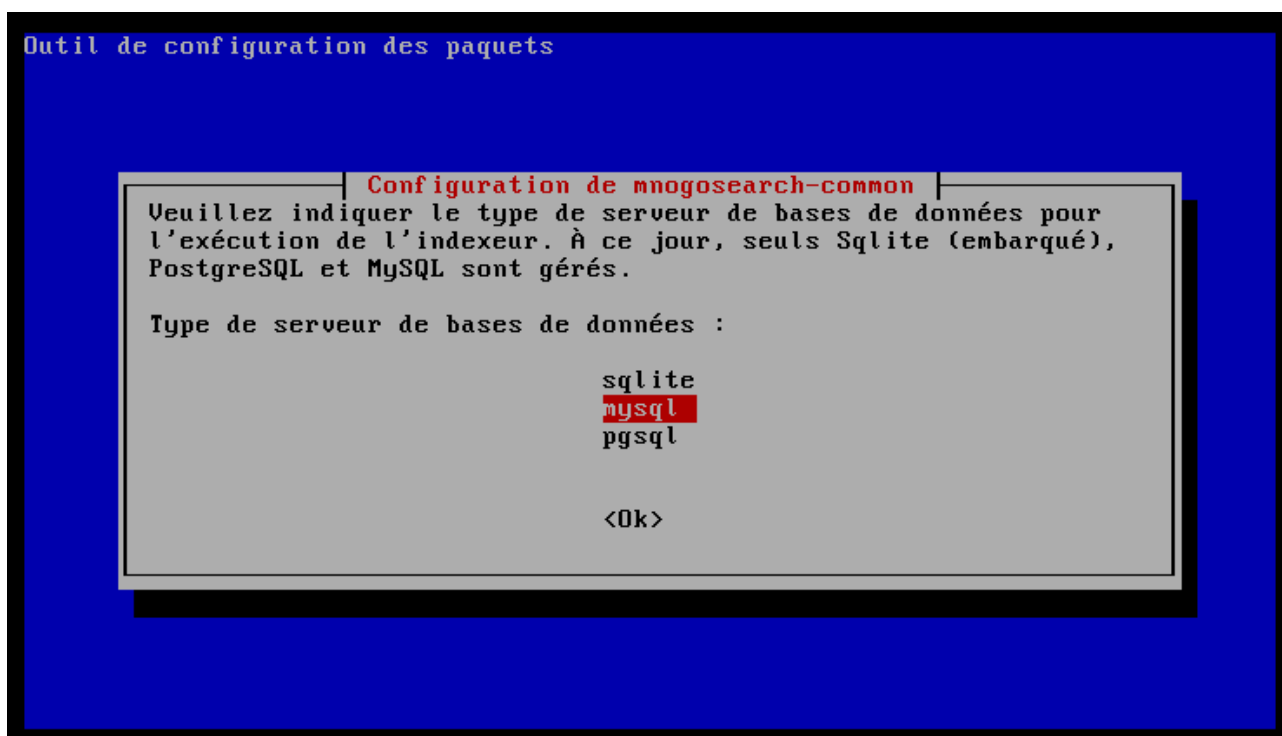 Outil de configuration des paquets
Configuration de mnogosearch-common
Veuillez indiquer le type de serveur de bases de données pour
l'exécution de l'indexeur. À ce jour, seuls Sqlite (embarqué),
PostgreSQL et MySQL sont gérés.
Type de serveur de bases de données :
sqlite
mysql
pgsql
<Ok>